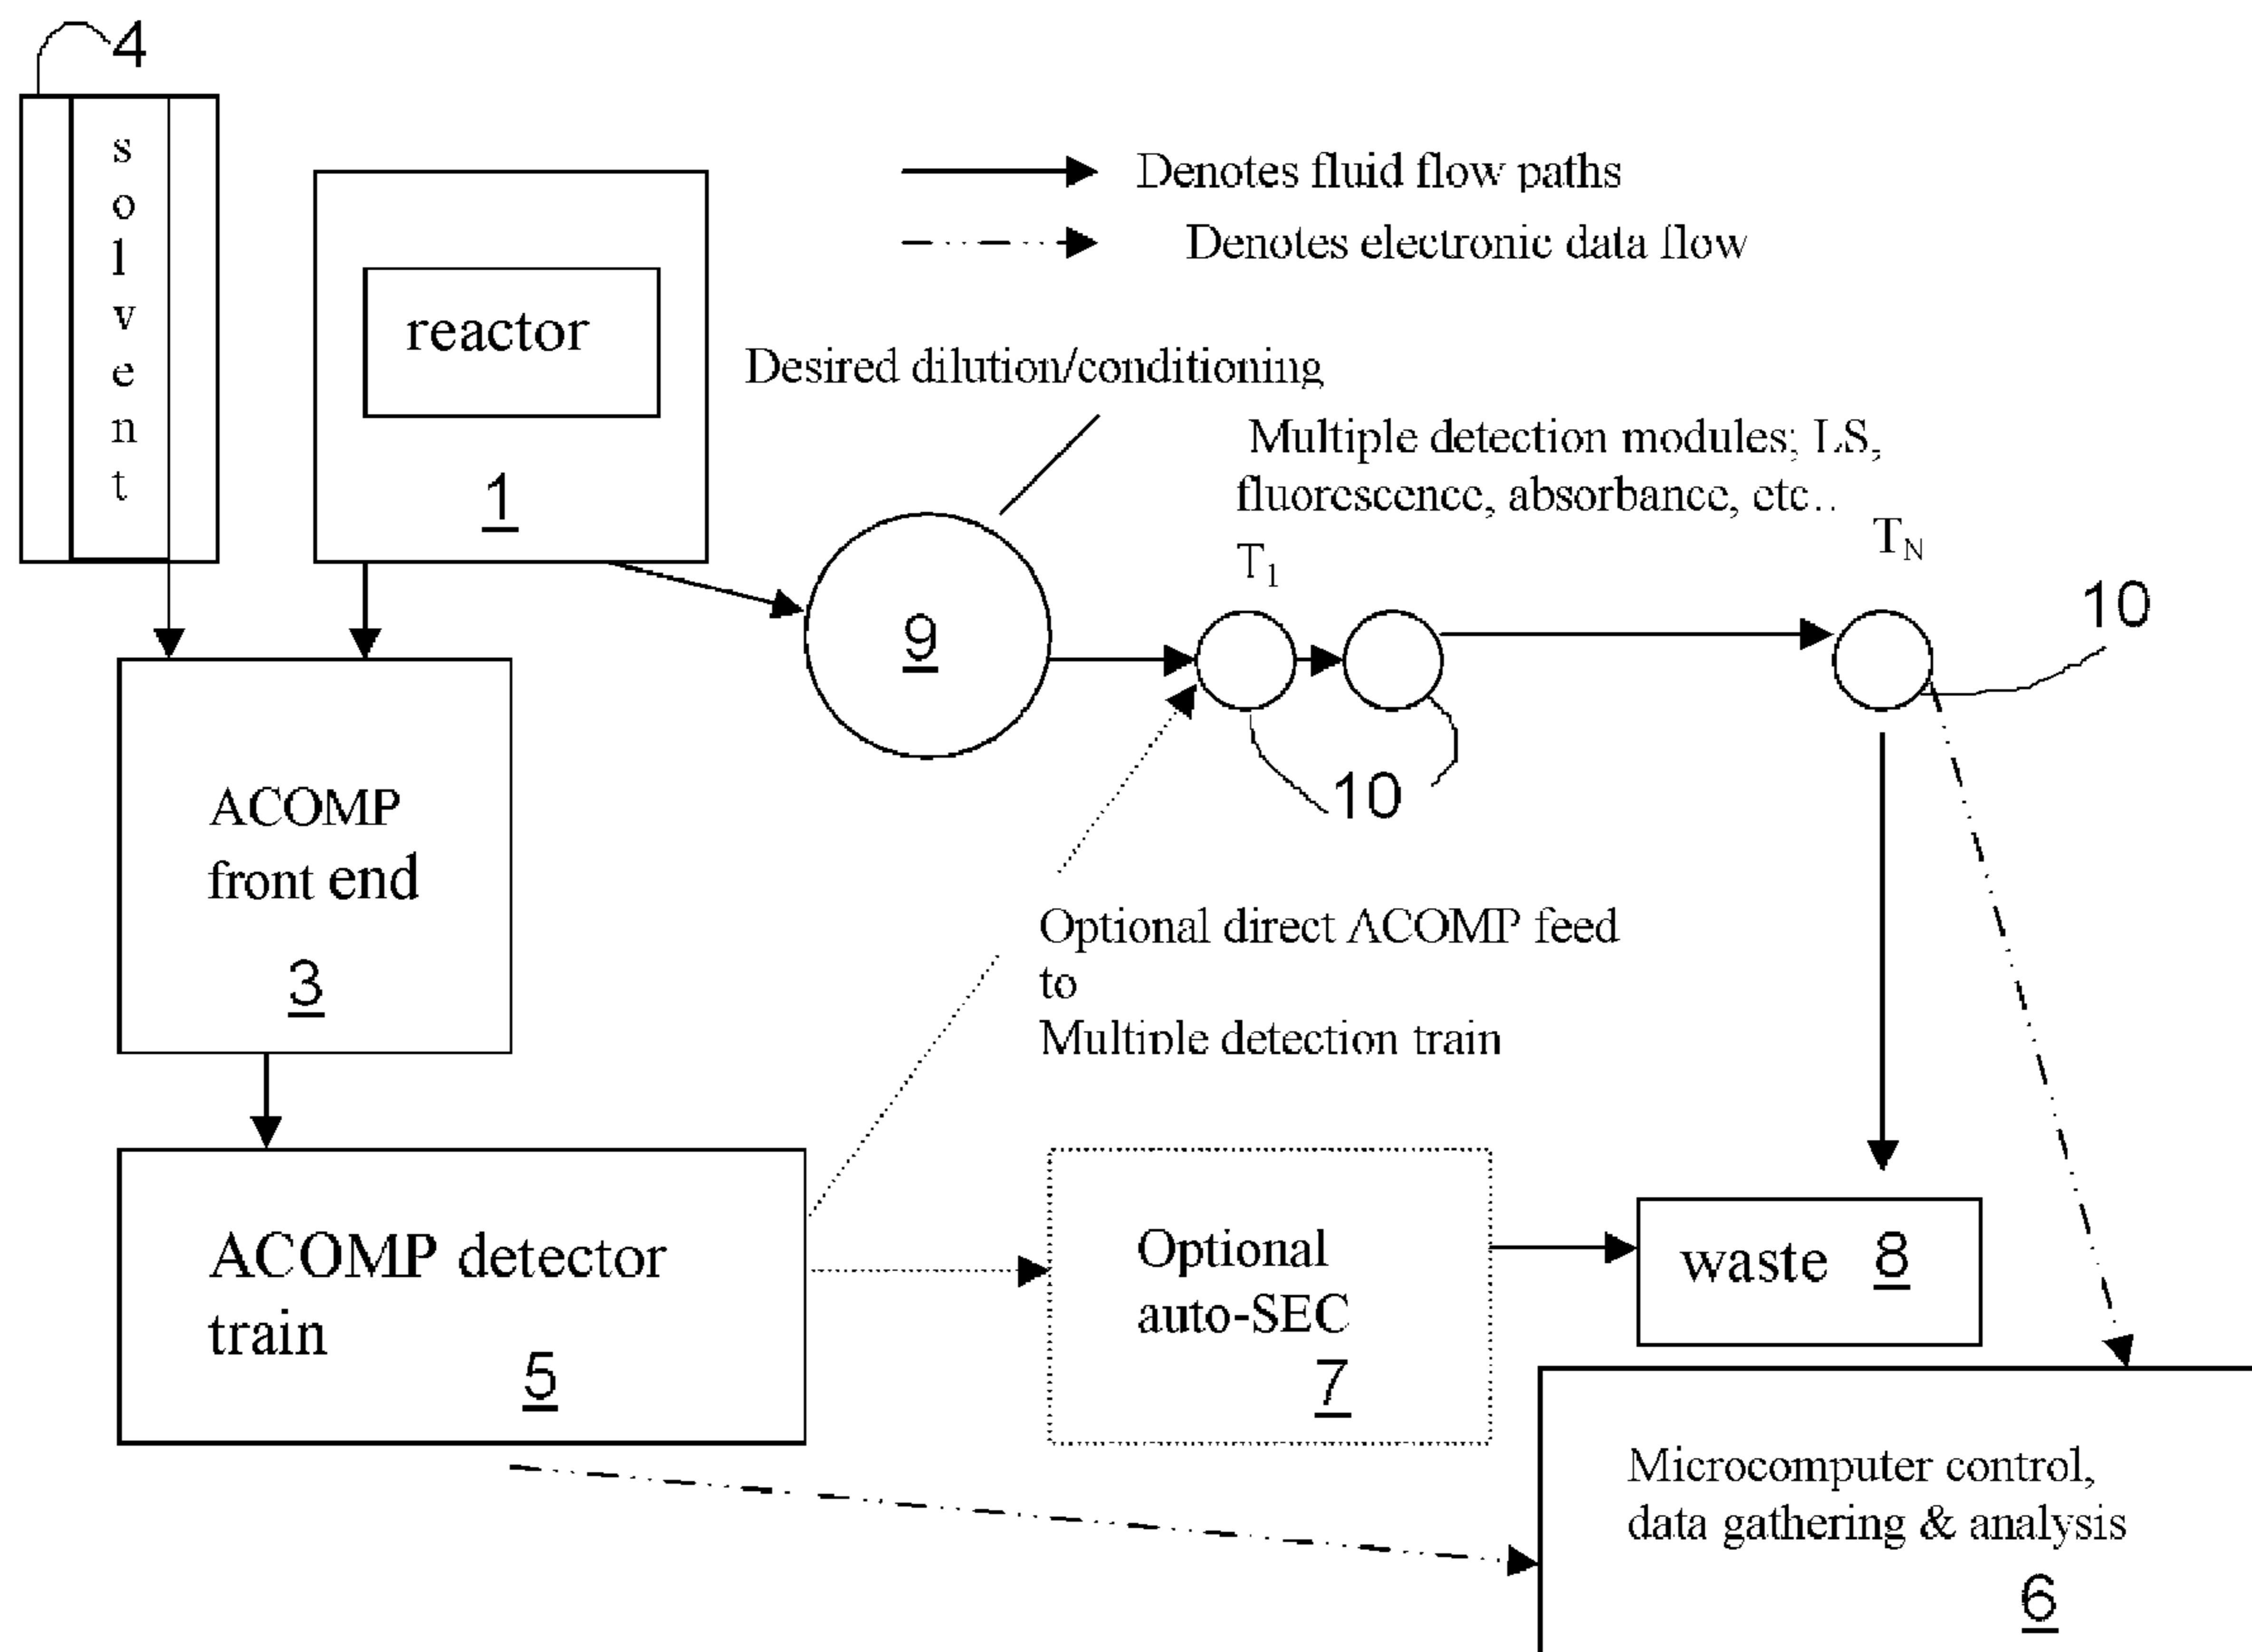 4
solvent
reactor
1
Denotes fluid flow paths
Denotes electronic data flow
Desired dilution/conditioning
Multiple detection modules; LS,
fluorescence, absorbance, etc..
T1
TN
10
9
10
ACOMP
front end
3
Optional direct ACOMP feed
to
Multiple detection train
ACOMP detector
train
5
Optional
auto-SEC
7
waste 8
Microcomputer control,
data gathering & analysis
6